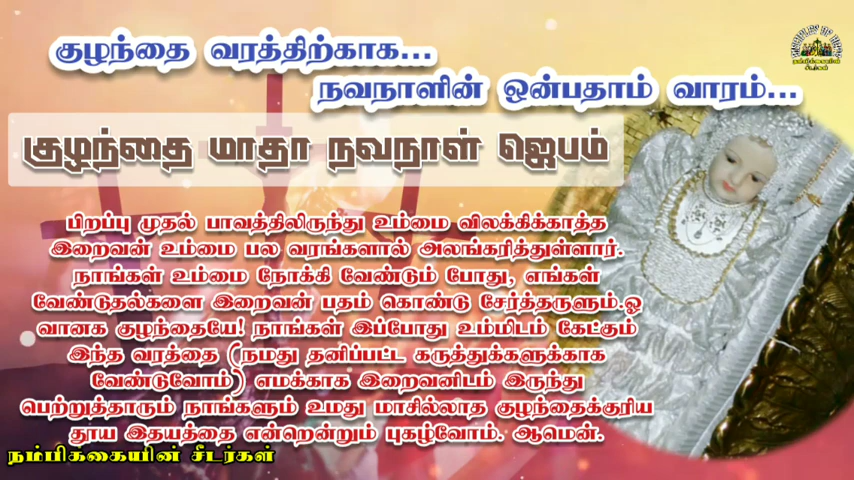 குழந்தை வரத்திற்காக...
நவநாளின் ஒன்பதாம் வாரம்...
குழந்தை மாதா நவநாள் ஜெபம்
பிறப்பு முதல் பாவத்திலிருந்து உம்மை விலக்கிக்காத்த
இறைவன் உம்மை பல வரங்களால் அலங்கரித்துள்ளார்.
நாங்கள் உம்மை நோக்கி வேண்டும் போது, எங்கள்
வேண்டுதல்களை இறைவன் பதம் கொண்டு சேர்த்தருளும்.ஓ
வானக குழந்தையே! நாங்கள் இப்போது உம்மிடம் கேட்கும்
இந்த வரத்தை (நமது தனிப்பட்ட கருத்துக்களுக்காக
வேண்டுவோம்) எமக்காக இறைவனிடம் இருந்து
பெற்றுத்தாரும் நாங்களும் உமது மாசில்லாத குழந்தைக்குரிய
தூய இதயத்தை என்றென்றும் புகழ்வோம். ஆமென்.
நம்பிக்கையின் சீடர்கள்